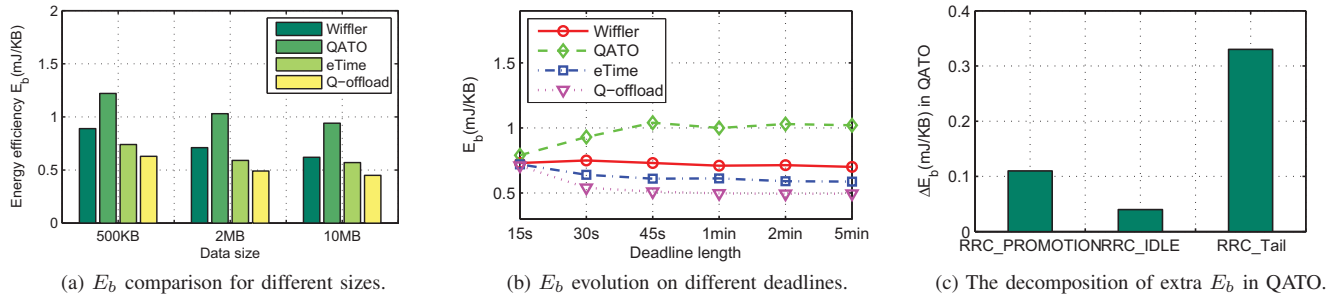 Energy efficiency E_b(mJ/KB)
2
1.5
1
0.5
0
Wiffler
QATO
eTime
Q−offload
500KB 2MB 10MB
Data size
(a) E_b comparison for different sizes.
E_b(mJ/KB)
1.5
1
0.5
Wiffler
QATO
eTime
Q−offload
15s 30s 45s 1min 2min 5min
Deadline length
(b) E_b evolution on different deadlines.
ΔE_b(mJ/KB) in QATO
0.4
0.3
0.2
0.1
0
RRC_PROMOTION RRC_IDLE RRC_Tail
(c) The decomposition of extra E_b in QATO.